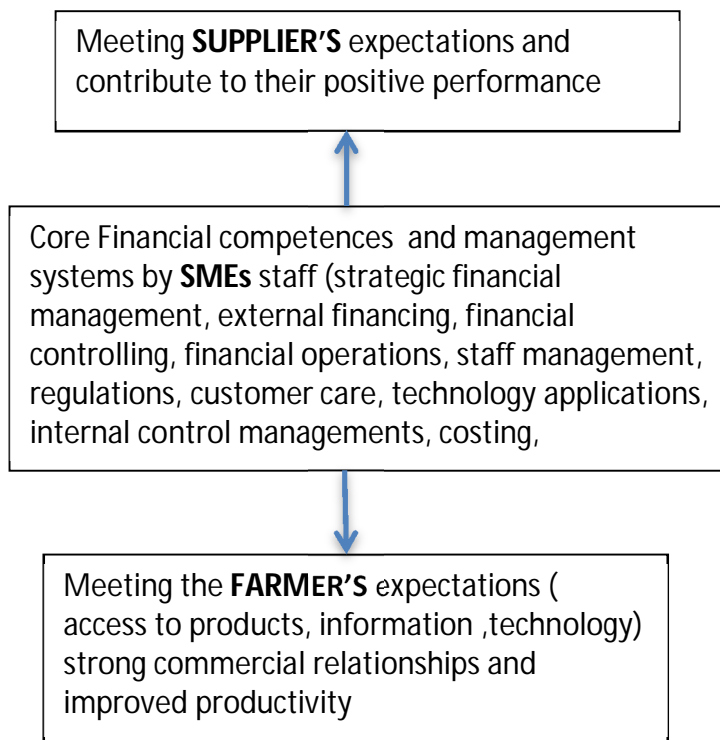 Meeting SUPPLIER'S expectations and
contribute to their positive performance
Core Financial competences and management
systems by SMEs staff (strategic financial
management, external financing, financial
controlling, financial operations, staff management,
regulations, customer care, technology applications,
internal control managements, costing,
Meeting the FARMER'S expectations (
access to products, information ,technology)
strong commercial relationships and
improved productivity